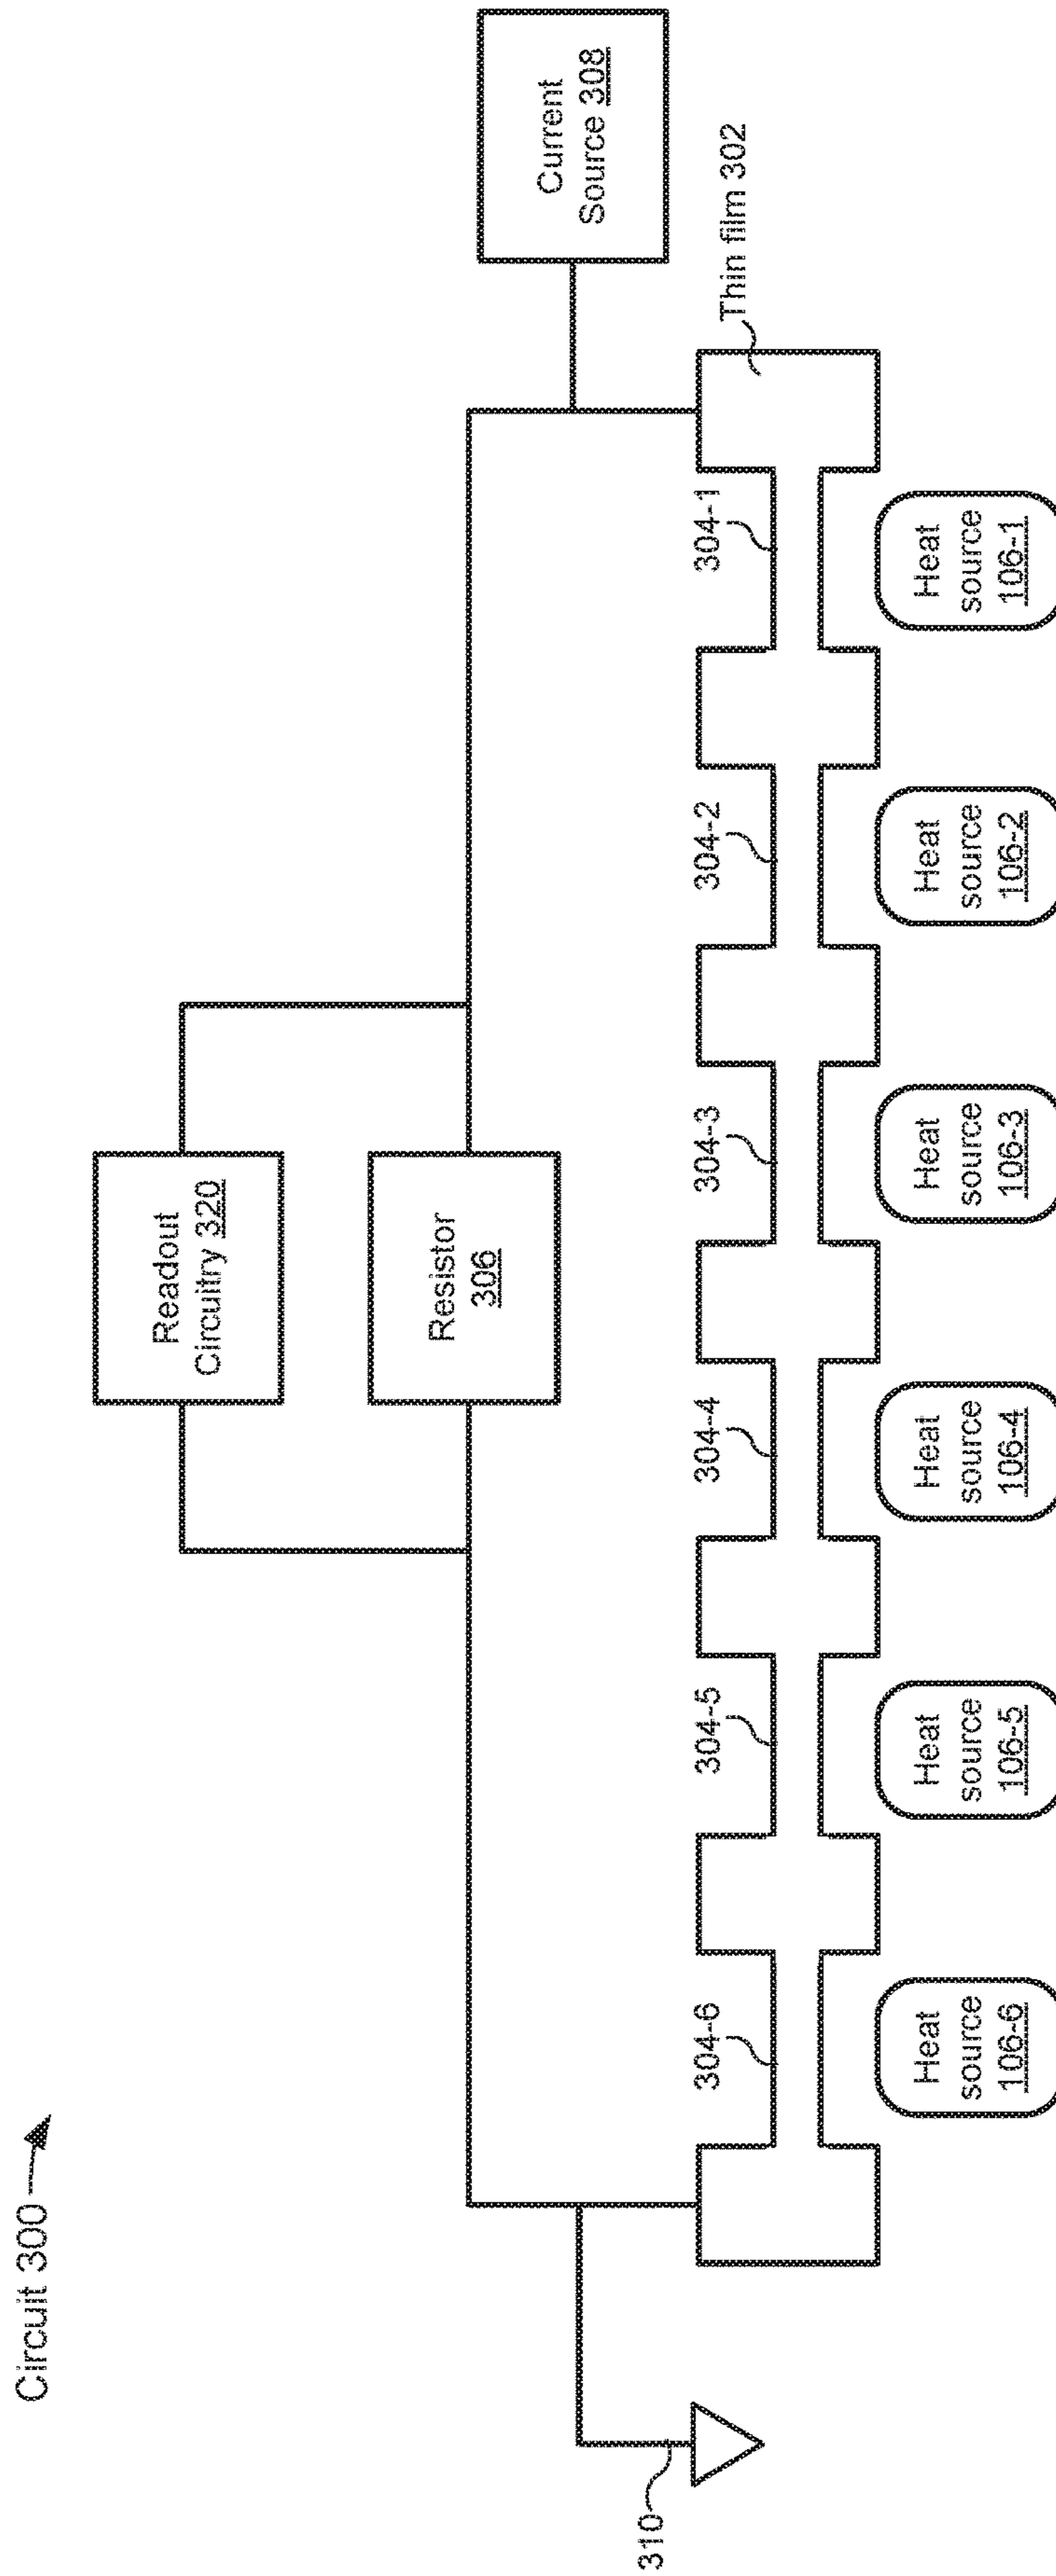 Circuit 300
Readout
Circuitry 320
Resistor
306
Current
Source 308
Thin film 302
310
304-6
304-5
304-4
304-3
304-2
304-1
Heat
source
106-6
Heat
source
106-5
Heat
source
106-4
Heat
source
106-3
Heat
source
106-2
Heat
source
106-1